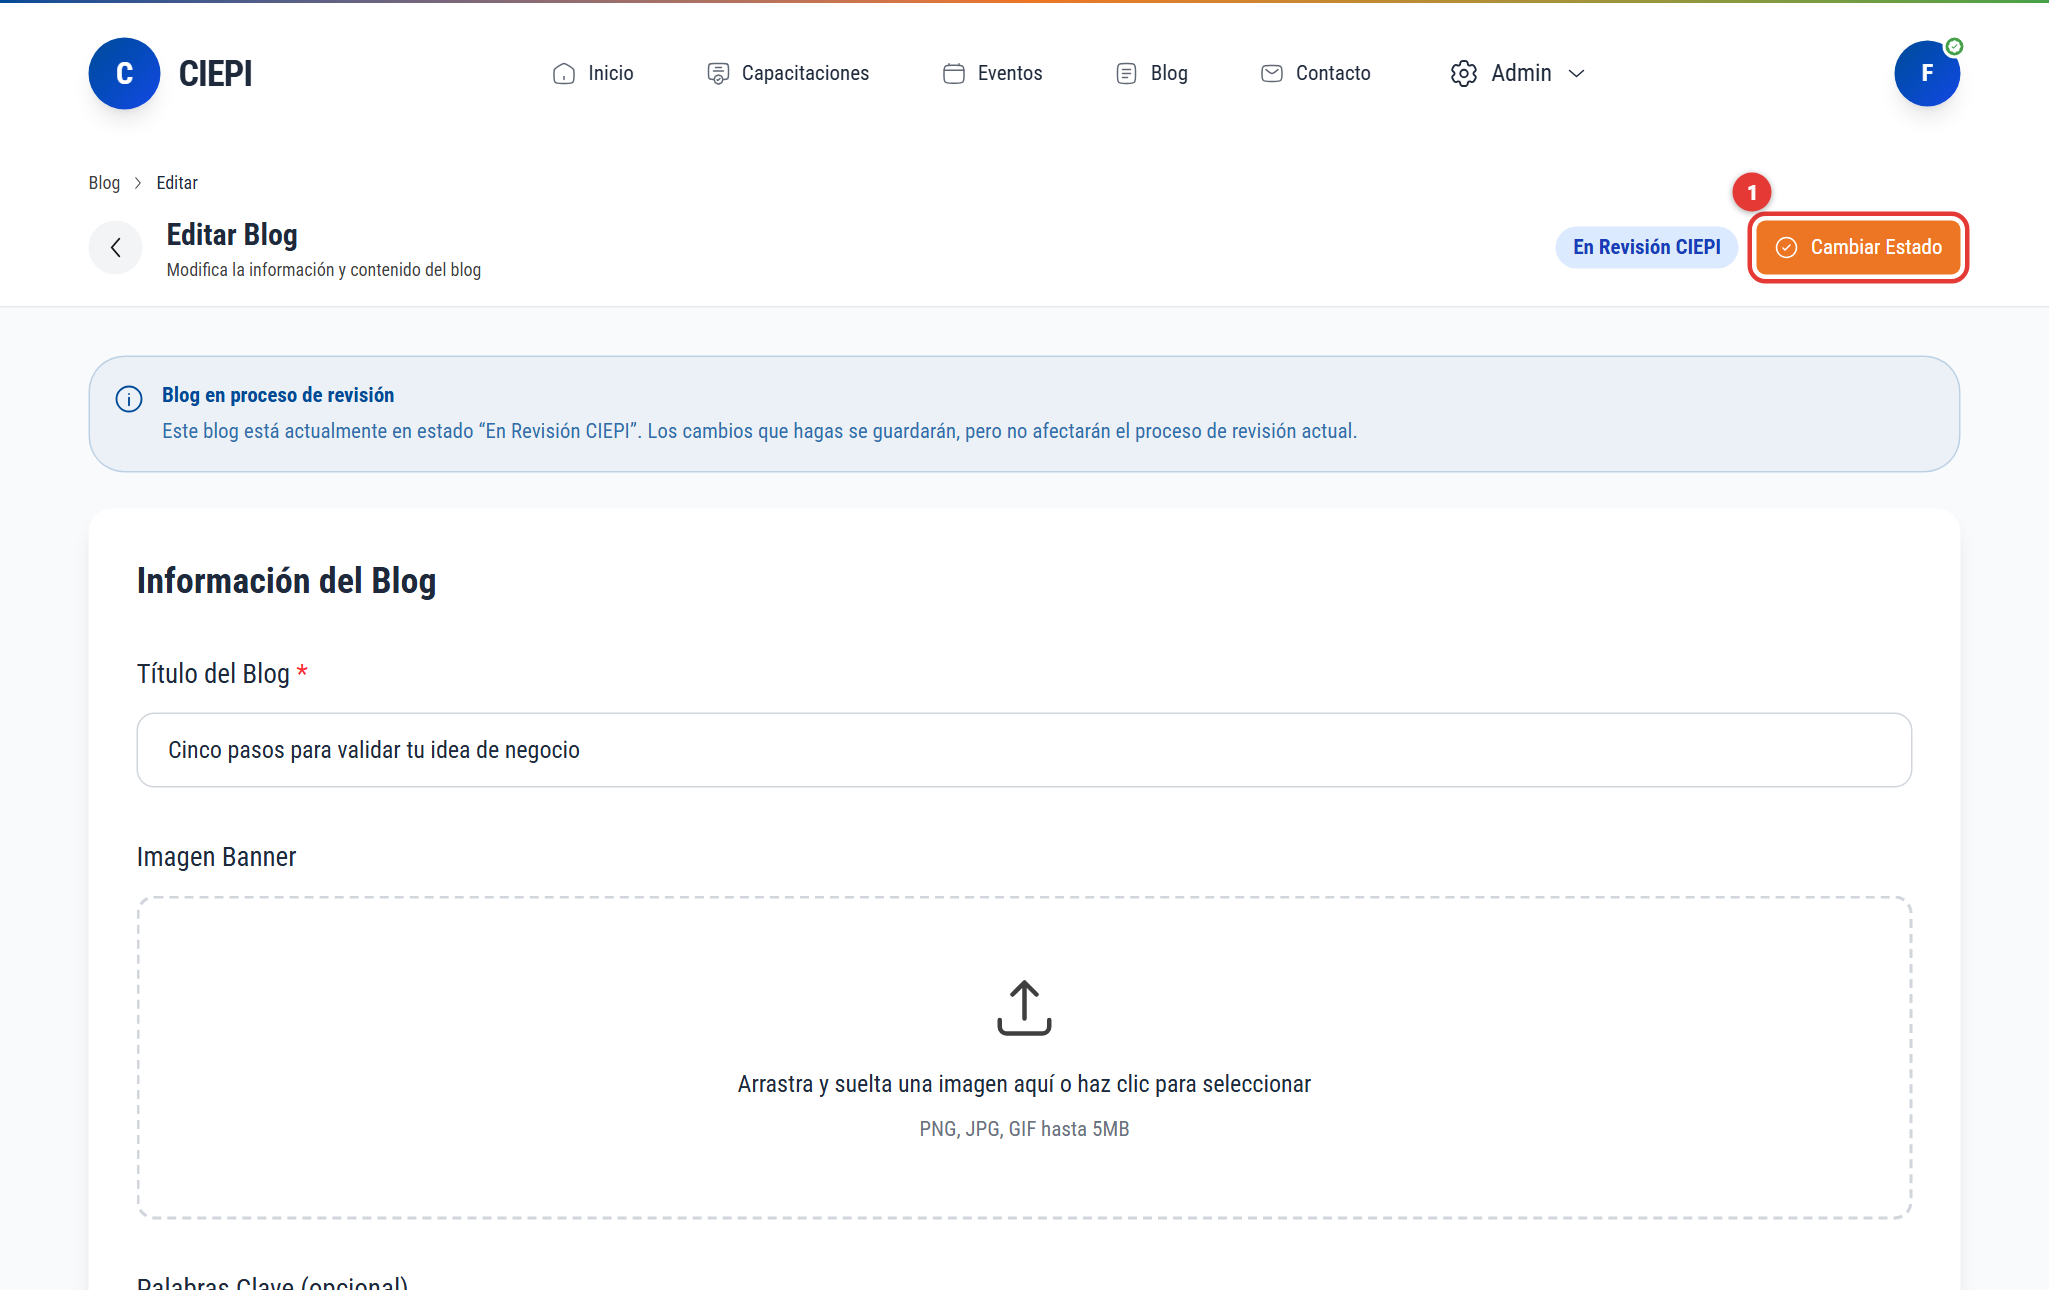 C CIEPI Inicio Capacitaciones Eventos Blog Contacto Admin F
Blog > Editar
1
Editar Blog
Modifica la información y contenido del blog
En Revisión CIEPI Cambiar Estado
Blog en proceso de revisión
Este blog está actualmente en estado “En Revisión CIEPI”. Los cambios que hagas se guardarán, pero no afectarán el proceso de revisión actual.
Información del Blog
Título del Blog *
Cinco pasos para validar tu idea de negocio
Imagen Banner
Arrastra y suelta una imagen aquí o haz clic para seleccionar
PNG, JPG, GIF hasta 5MB
Palabras Clave (opcional)